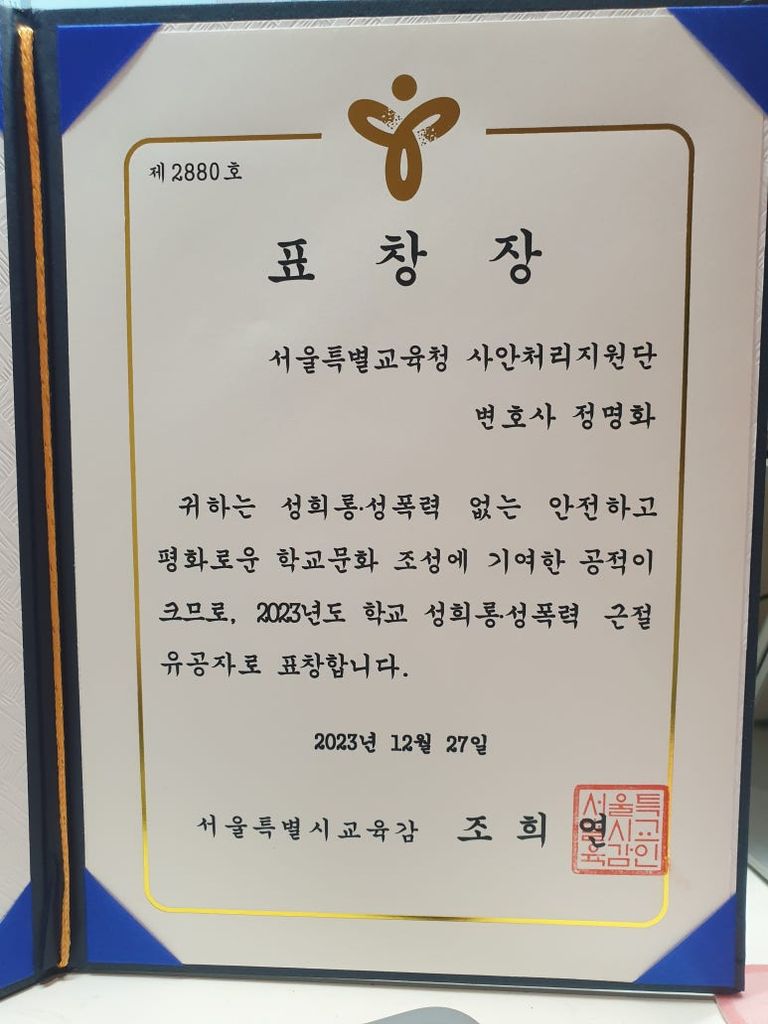 제 2880 호
표 창 장
서울특별교육청 사안처리지원단
변호사 정명화
귀하는 성희롱·성폭력 없는 안전하고
평화로운 학교문화 조성에 기여한 공적이
크므로, 2023년도 학교 성희롱·성폭력 근절
유공자로 표창합니다.
2023년 12월 27일
서울특별시교육감 조 희 연
서울특
별시교
육감인